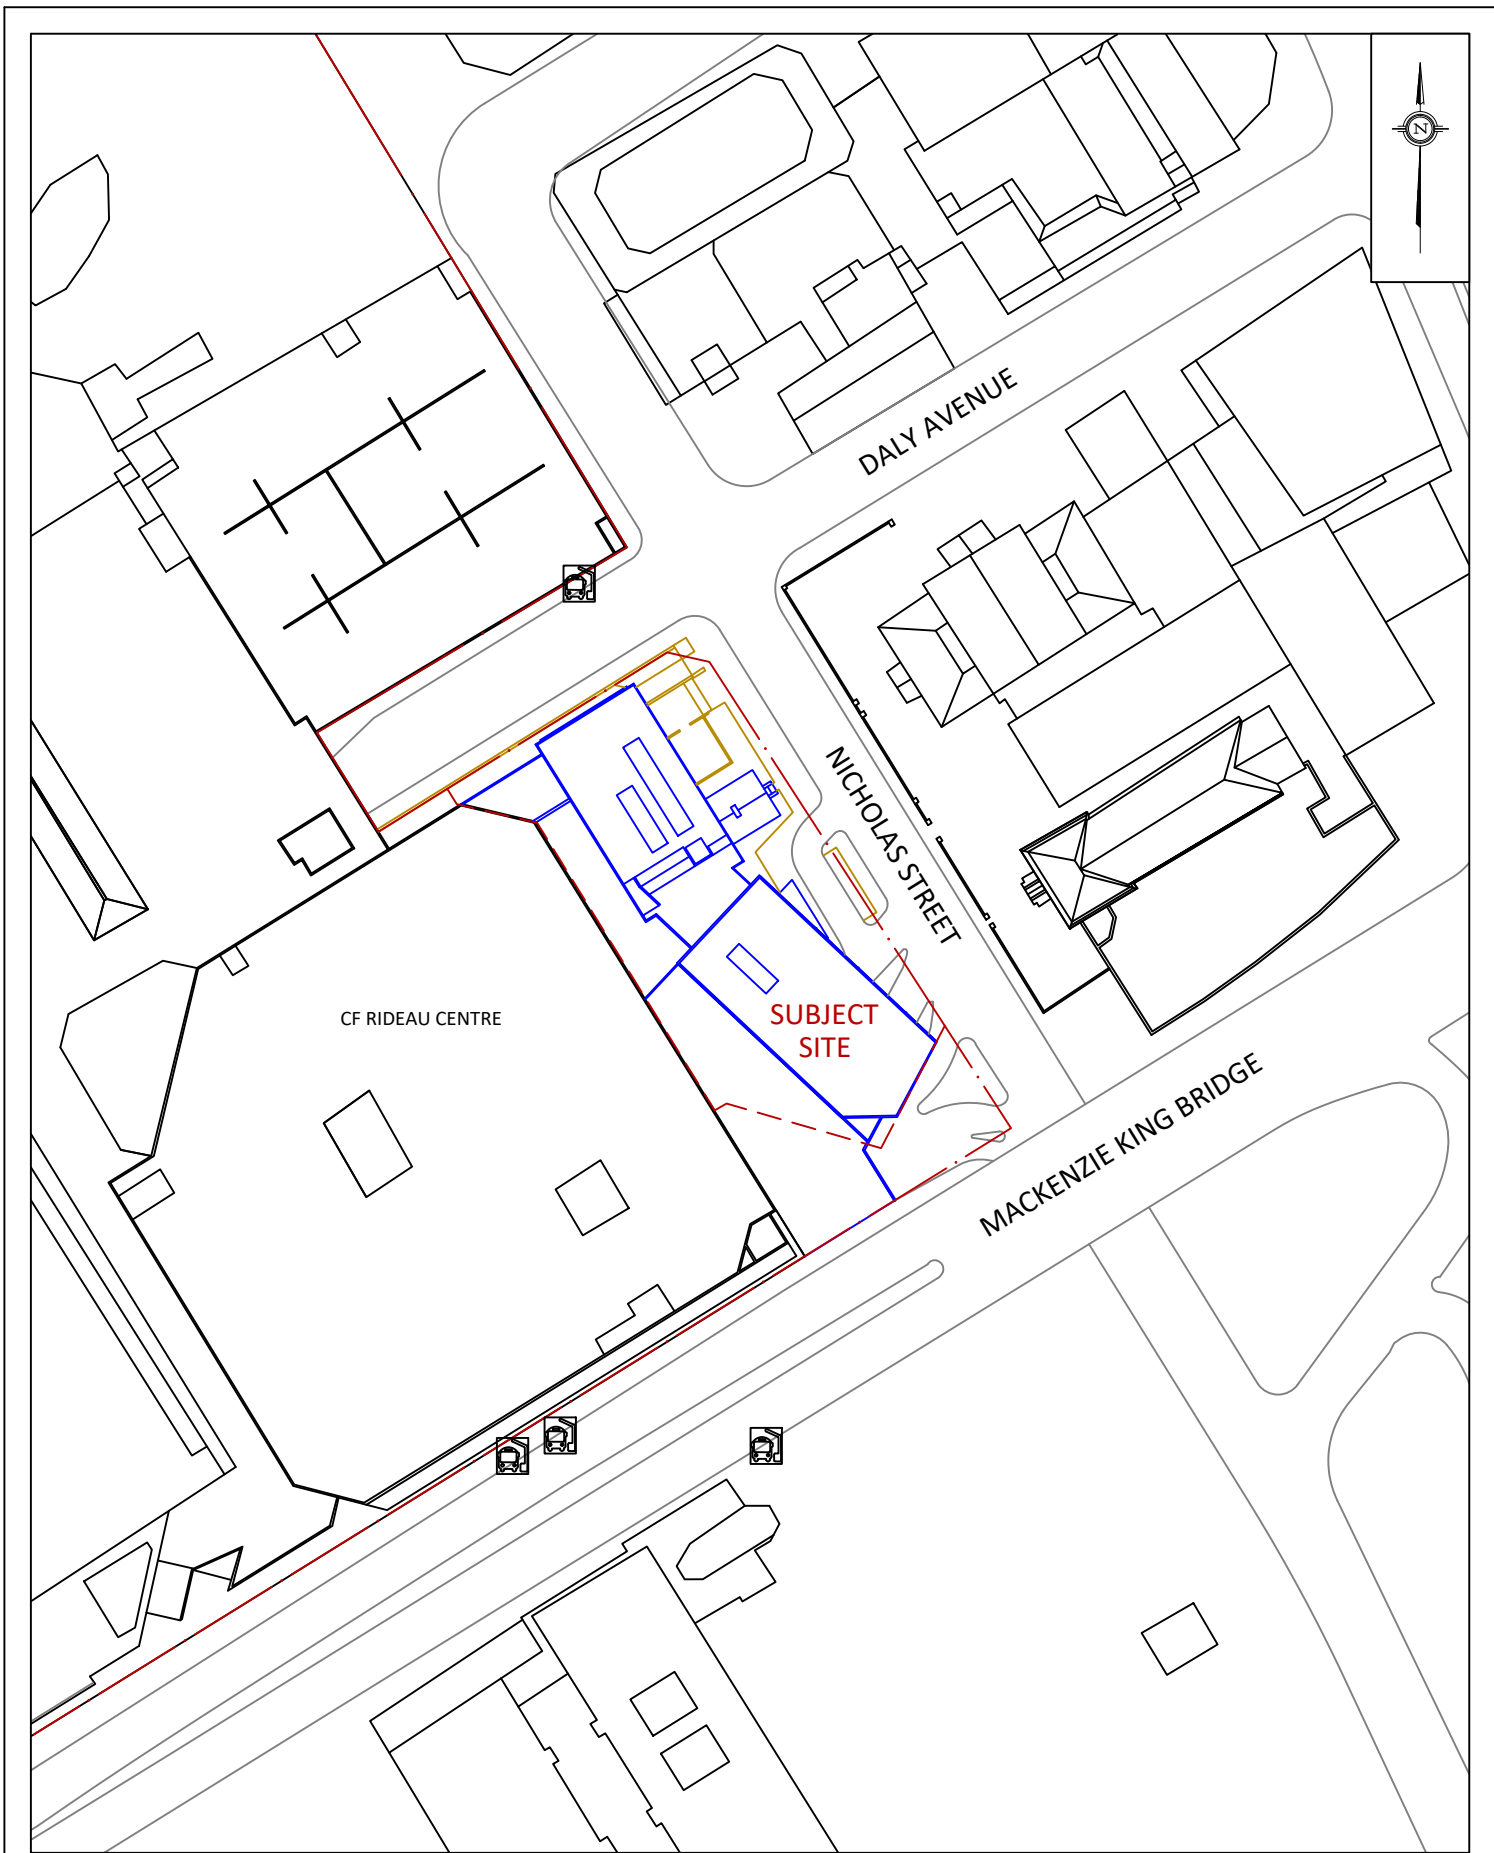 N
DALY AVENUE
NICHOLAS STREET
CF RIDEAU CENTRE
SUBJECT
SITE
MACKENZIE KING BRIDGE